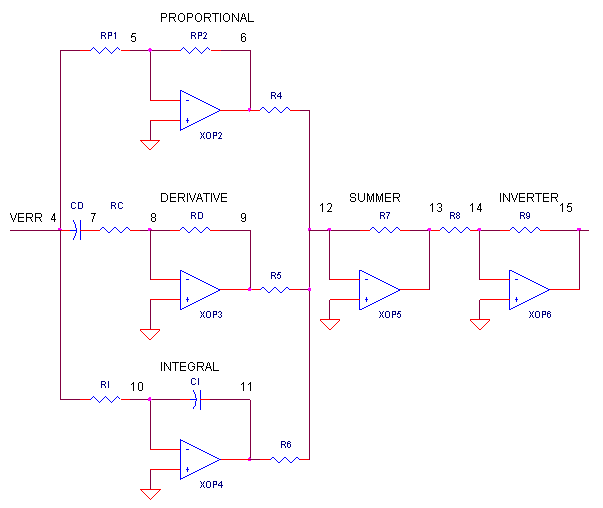 PROPORTIONAL
RP1 5 RP2 6
R4
XOP2
DERIVATIVE
SUMMER
INVERTER
VERR 4 CD 7 RC 8 RD 9
12 R7 13 R8 14 R9 15
R5
XOP3
XOP5
XOP6
INTEGRAL
RI 10 CI 11
R6
XOP4